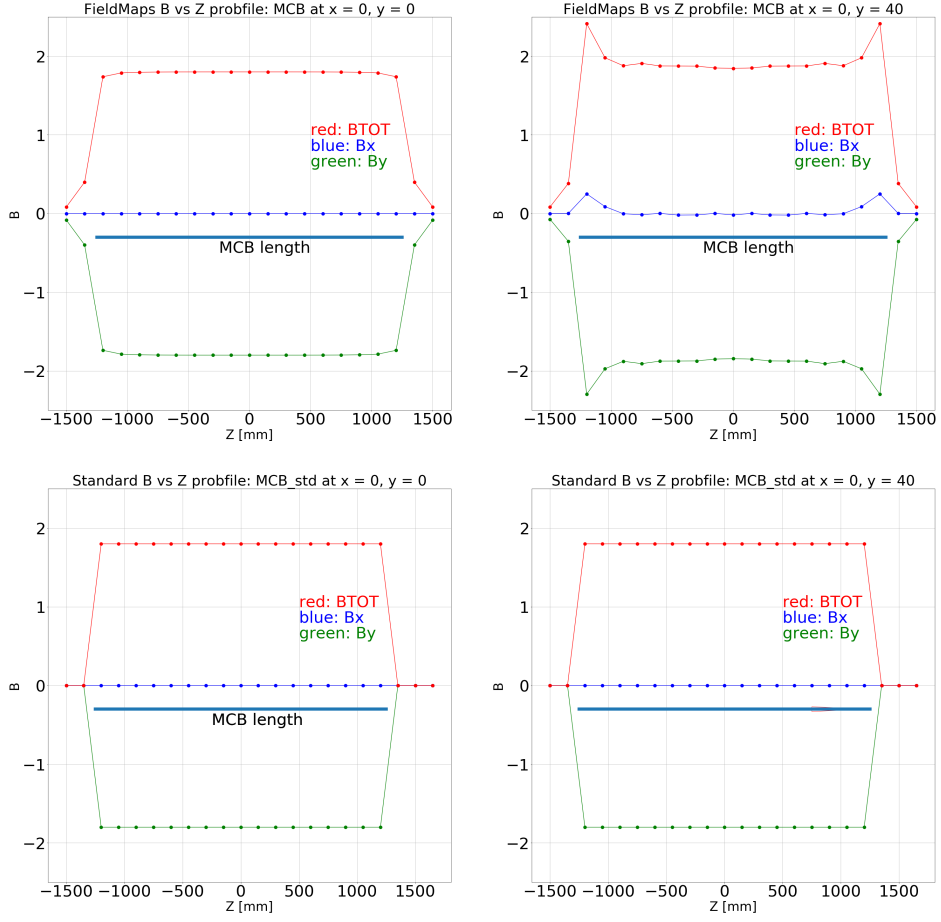 FieldMaps B vs Z probfile: MCB at x = 0, y = 0
2
1
0
−1
−2
B
red: BTOT
blue: Bx
green: By
MCB length
−1500 −1000 −500 0 500 1000 1500
Z [mm]
FieldMaps B vs Z probfile: MCB at x = 0, y = 40
2
1
0
−1
−2
B
red: BTOT
blue: Bx
green: By
MCB length
−1500 −1000 −500 0 500 1000 1500
Z [mm]
Standard B vs Z probfile: MCB_std at x = 0, y = 0
2
1
0
−1
−2
B
red: BTOT
blue: Bx
green: By
MCB length
−1500 −1000 −500 0 500 1000 1500
Z [mm]
Standard B vs Z probfile: MCB_std at x = 0, y = 40
2
1
0
−1
−2
B
red: BTOT
blue: Bx
green: By
−1500 −1000 −500 0 500 1000 1500
Z [mm]